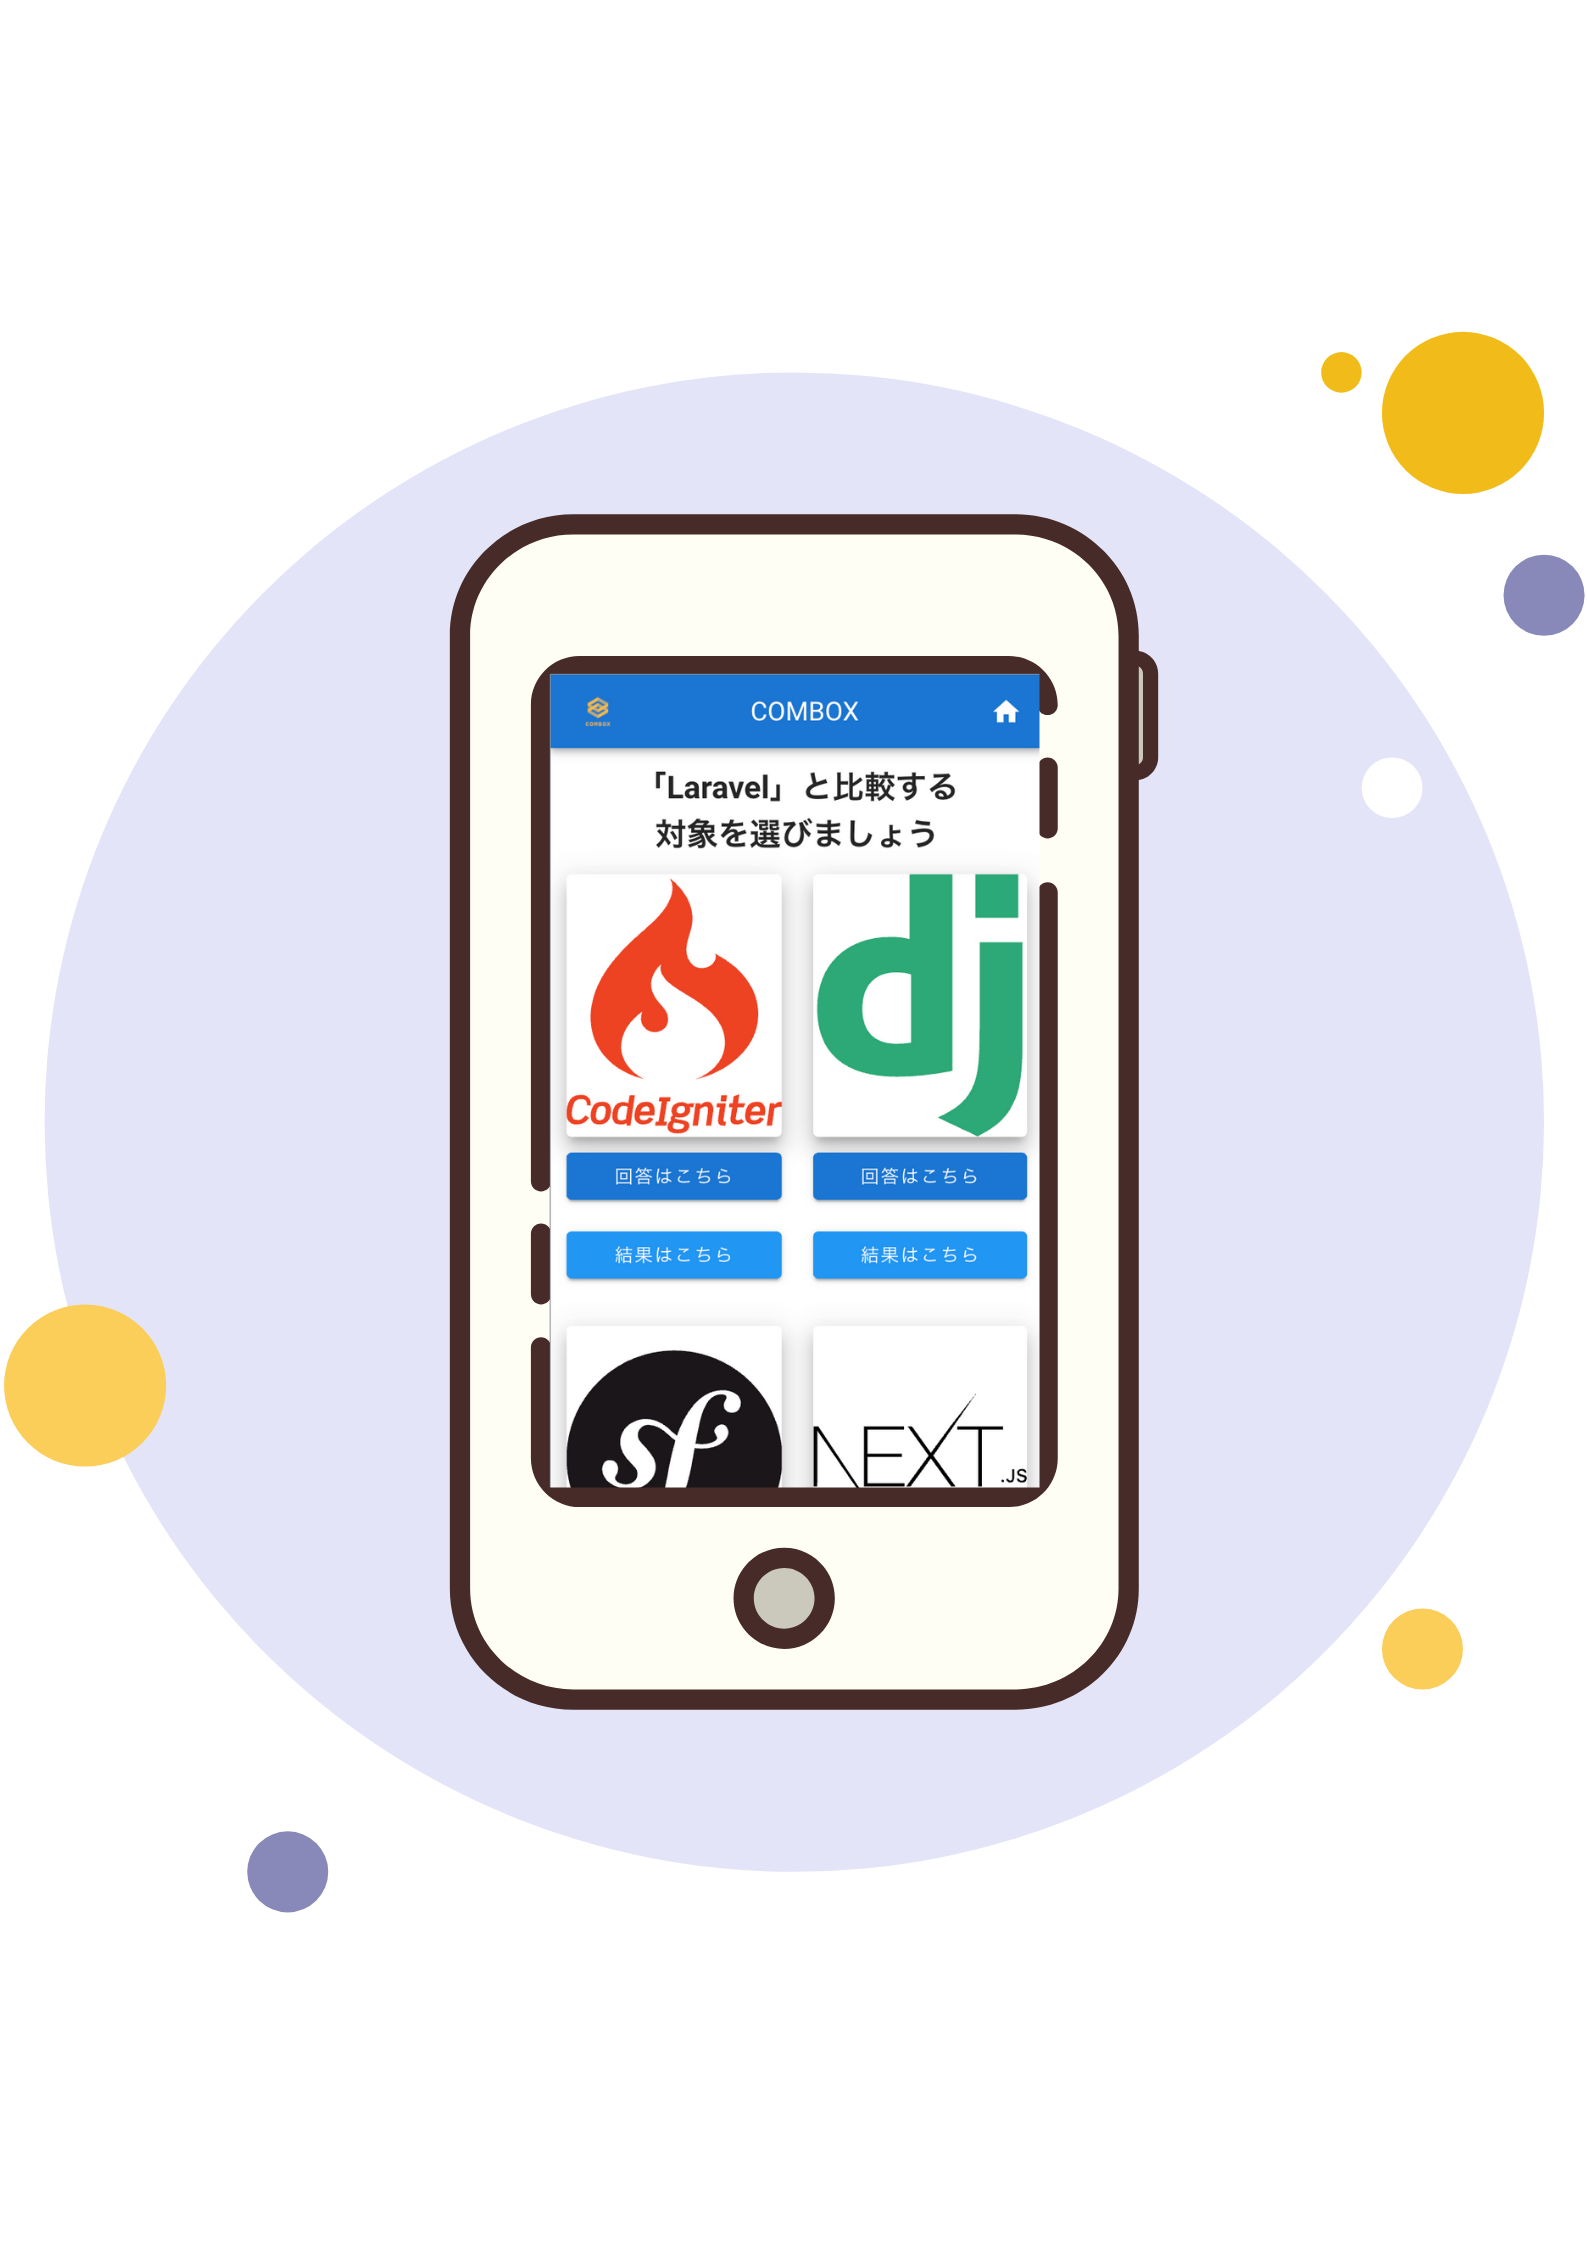 COMBOX
COMBOX
「Laravel」と比較する
対象を選びましょう
CodeIgniter
dj
回答はこちら
回答はこちら
結果はこちら
結果はこちら
sf
NEXT.JS